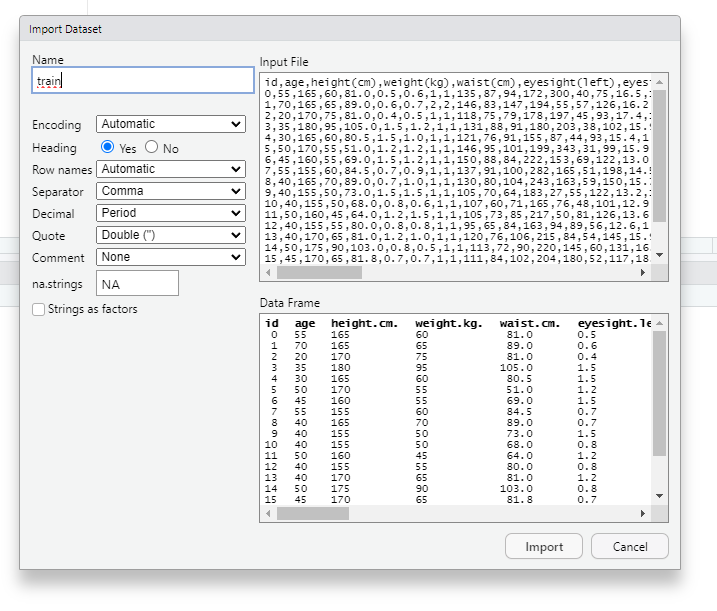 Import Dataset
Name
train
Encoding Automatic
Heading Yes No
Row names Automatic
Separator Comma
Decimal Period
Quote Double (")
Comment None
na.strings NA
Strings as factors
Input File
id,age,height(cm),weight(kg),waist(cm),eyesight(left),eyes
0,55,165,60,81.0,0.5,0.6,1,1,135,87,94,172,300,40,75,16.5,
1,70,165,65,89.0,0.6,0.7,2,2,146,83,147,194,55,57,126,16.2
2,20,170,75,81.0,0.4,0.5,1,1,118,75,79,178,197,45,93,17.4,
3,35,180,95,105.0,1.5,1.2,1,1,131,88,91,180,203,38,102,15.
4,30,165,60,80.5,1.5,1.0,1,1,121,76,91,155,87,44,93,15.4,1
5,50,170,55,51.0,1.2,1.2,1,1,146,95,101,199,343,31,99,15.9
6,45,160,55,69.0,1.5,1.2,1,1,150,88,84,222,153,69,122,13.0
7,55,155,60,84.5,0.7,0.9,1,1,137,91,100,282,165,51,198,14.
8,40,165,70,89.0,0.7,1.0,1,1,130,80,104,243,163,59,150,15.
9,40,155,50,73.0,1.5,1.5,1,1,105,70,64,183,27,55,122,13.2,
10,40,155,50,68.0,0.8,0.6,1,1,107,60,71,165,76,48,101,12.9
11,50,160,45,64.0,1.2,1.5,1,1,105,73,85,217,50,81,126,13.6
12,40,155,55,80.0,0.8,0.8,1,1,95,65,84,163,94,89,56,12.6,1
13,40,170,65,81.0,1.2,1.0,1,1,120,76,106,215,84,54,145,15.
14,50,175,90,103.0,0.8,0.5,1,1,113,72,90,220,145,60,131,16
15,45,170,65,81.8,0.7,0.7,1,1,111,84,102,204,180,52,117,18
Data Frame
id age height.cm. weight.kg. waist.cm. eyesight.le
0 55 165 60 81.0 0.5
1 70 165 65 89.0 0.6
2 20 170 75 81.0 0.4
3 35 180 95 105.0 1.5
4 30 165 60 80.5 1.5
5 50 170 55 51.0 1.2
6 45 160 55 69.0 1.5
7 55 155 60 84.5 0.7
8 40 165 70 89.0 0.7
9 40 155 50 73.0 1.5
10 40 155 50 68.0 0.8
11 50 160 45 64.0 1.2
12 40 155 55 80.0 0.8
13 40 170 65 81.0 1.2
14 50 175 90 103.0 0.8
15 45 170 65 81.8 0.7
Import Cancel